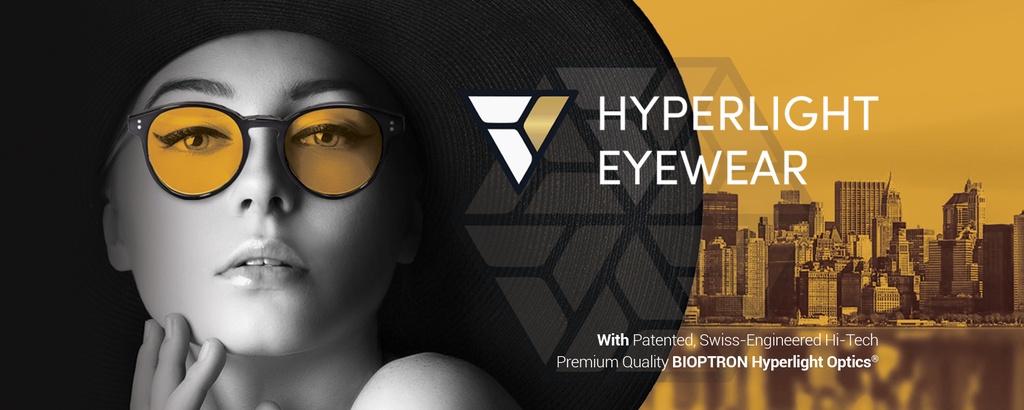 HYPERLIGHT
EYEWEAR
With Patented, Swiss-Engineered Hi-Tech
Premium Quality BIOPTRON Hyperlight Optics®